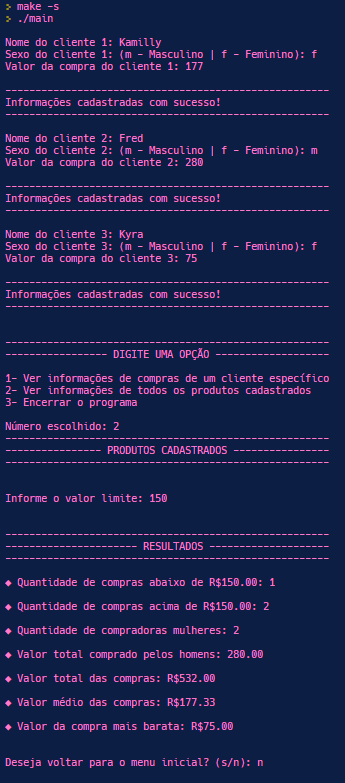 > make -s
> ./main
Nome do cliente 1: Kamilly
Sexo do cliente 1: (m - Masculino | f - Feminino): f
Valor da compra do cliente 1: 177
------------------------------------------------------
Informações cadastradas com sucesso!
------------------------------------------------------
Nome do cliente 2: Fred
Sexo do cliente 2: (m - Masculino | f - Feminino): m
Valor da compra do cliente 2: 280
------------------------------------------------------
Informações cadastradas com sucesso!
------------------------------------------------------
Nome do cliente 3: Kyra
Sexo do cliente 3: (m - Masculino | f - Feminino): f
Valor da compra do cliente 3: 75
------------------------------------------------------
Informações cadastradas com sucesso!
------------------------------------------------------
------------------------------------------------------
----------------- DIGITE UMA OPÇÃO -------------------
1- Ver informações de compras de um cliente específico
2- Ver informações de todos os produtos cadastrados
3- Encerrar o programa
Número escolhido: 2
------------------------------------------------------
---------------- PRODUTOS CADASTRADOS ----------------
------------------------------------------------------
Informe o valor limite: 150
------------------------------------------------------
---------------------- RESULTADOS --------------------
------------------------------------------------------
◆ Quantidade de compras abaixo de R$150.00: 1
◆ Quantidade de compras acima de R$150.00: 2
◆ Quantidade de compradoras mulheres: 2
◆ Valor total comprado pelos homens: 280.00
◆ Valor total das compras: R$532.00
◆ Valor médio das compras: R$177.33
◆ Valor da compra mais barata: R$75.00
Deseja voltar para o menu inicial? (s/n): n